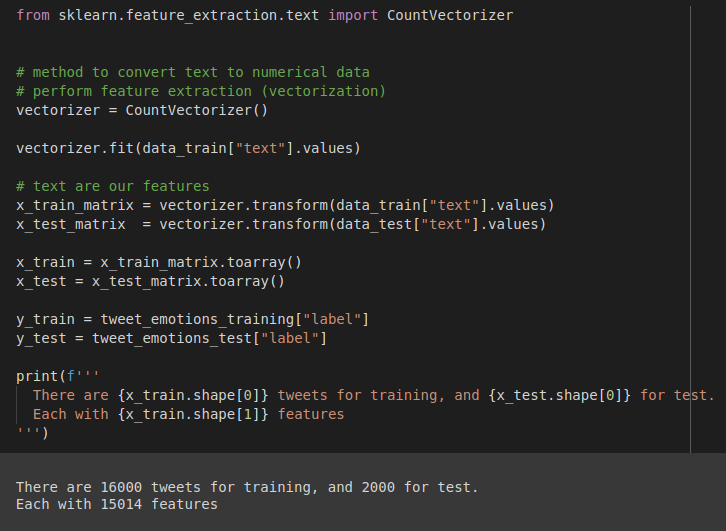 from sklearn.feature_extraction.text import CountVectorizer
# method to convert text to numerical data
# perform feature extraction (vectorization)
vectorizer = CountVectorizer()
vectorizer.fit(data_train["text"].values)
# text are our features
x_train_matrix = vectorizer.transform(data_train["text"].values)
x_test_matrix  = vectorizer.transform(data_test["text"].values)
x_train = x_train_matrix.toarray()
x_test = x_test_matrix.toarray()
y_train = tweet_emotions_training["label"]
y_test = tweet_emotions_test["label"]
print(f'''
  There are {x_train.shape[0]} tweets for training, and {x_test.shape[0]} for test.
  Each with {x_train.shape[1]} features
''')
There are 16000 tweets for training, and 2000 for test.
Each with 15014 features